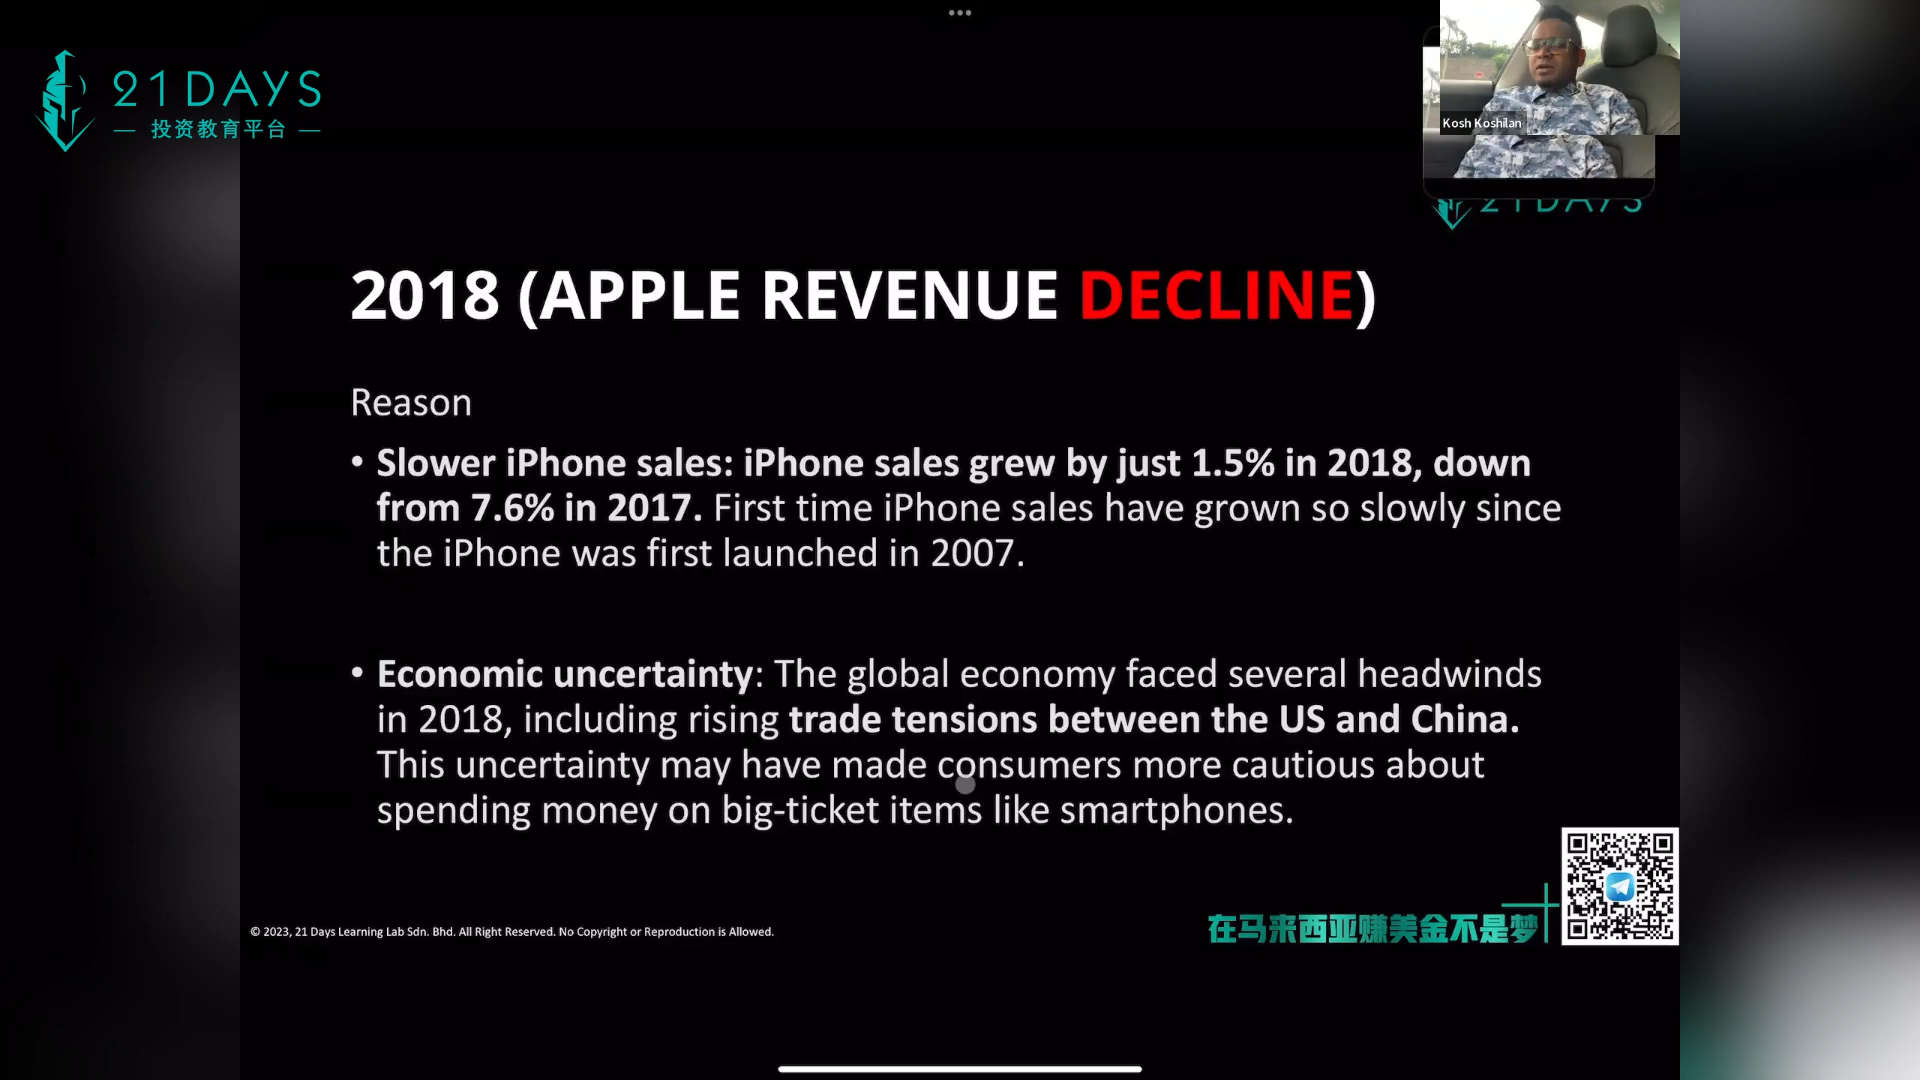 21DAYS
— 投资教育平台 —
Kosh Koshilan
21DAYS
2018 (APPLE REVENUE DECLINE)
Reason
• Slower iPhone sales: iPhone sales grew by just 1.5% in 2018, down
from 7.6% in 2017. First time iPhone sales have grown so slowly since
the iPhone was first launched in 2007.
• Economic uncertainty: The global economy faced several headwinds
in 2018, including rising trade tensions between the US and China.
This uncertainty may have made consumers more cautious about
spending money on big-ticket items like smartphones.
© 2023, 21 Days Learning Lab Sdn. Bhd. All Right Reserved. No Copyright or Reproduction is Allowed.
在马来西亚赚美金不是梦